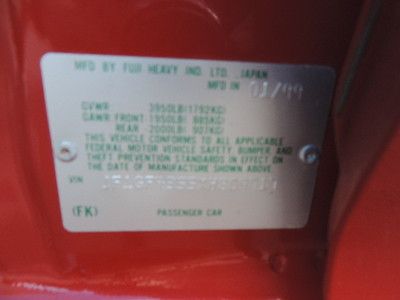 MFD BY FUJI HEAVY IND. LTD. ,JAPAN
MFD IN 01/99
GVWR 3950LB(1792KG)
GAWR FRONT:1950LB( 885KG)
REAR :2000LB( 907KG)
THIS VEHICLE CONFORMS TO ALL APPLICABLE
FEDERAL MOTOR VEHICLE SAFETY, BUMPER, AND
THEFT PREVENTION STANDARDS IN EFFECT ON
THE DATE OF MANUFACTURE SHOWN ABOVE.
VIN
(FK) PASSENGER CAR